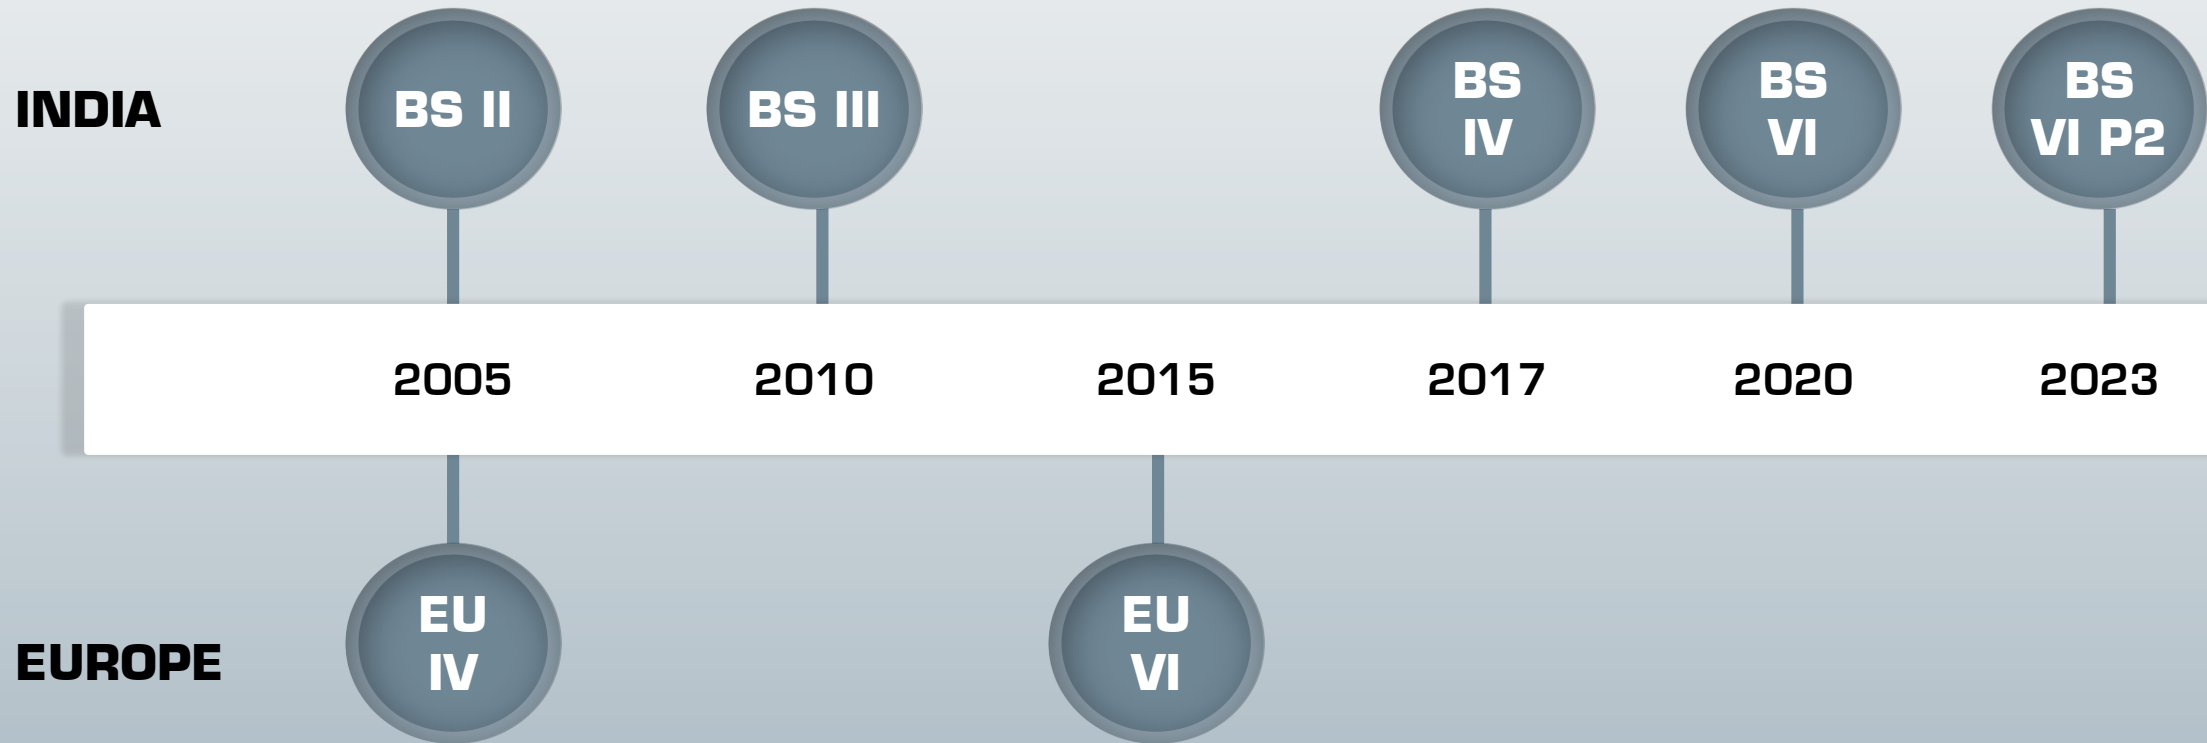 INDIA
BS II
BS III
BS
IV
BS
VI
BS
VI P2
2005
2010
2015
2017
2020
2023
EUROPE
EU
IV
EU
VI